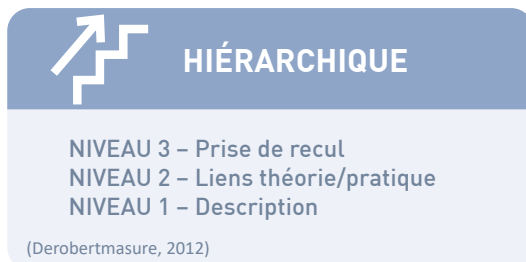 HIÉRARCHIQUE
NIVEAU 3 – Prise de recul
NIVEAU 2 – Liens théorie/pratique
NIVEAU 1 – Description
(Derobertmasure, 2012)